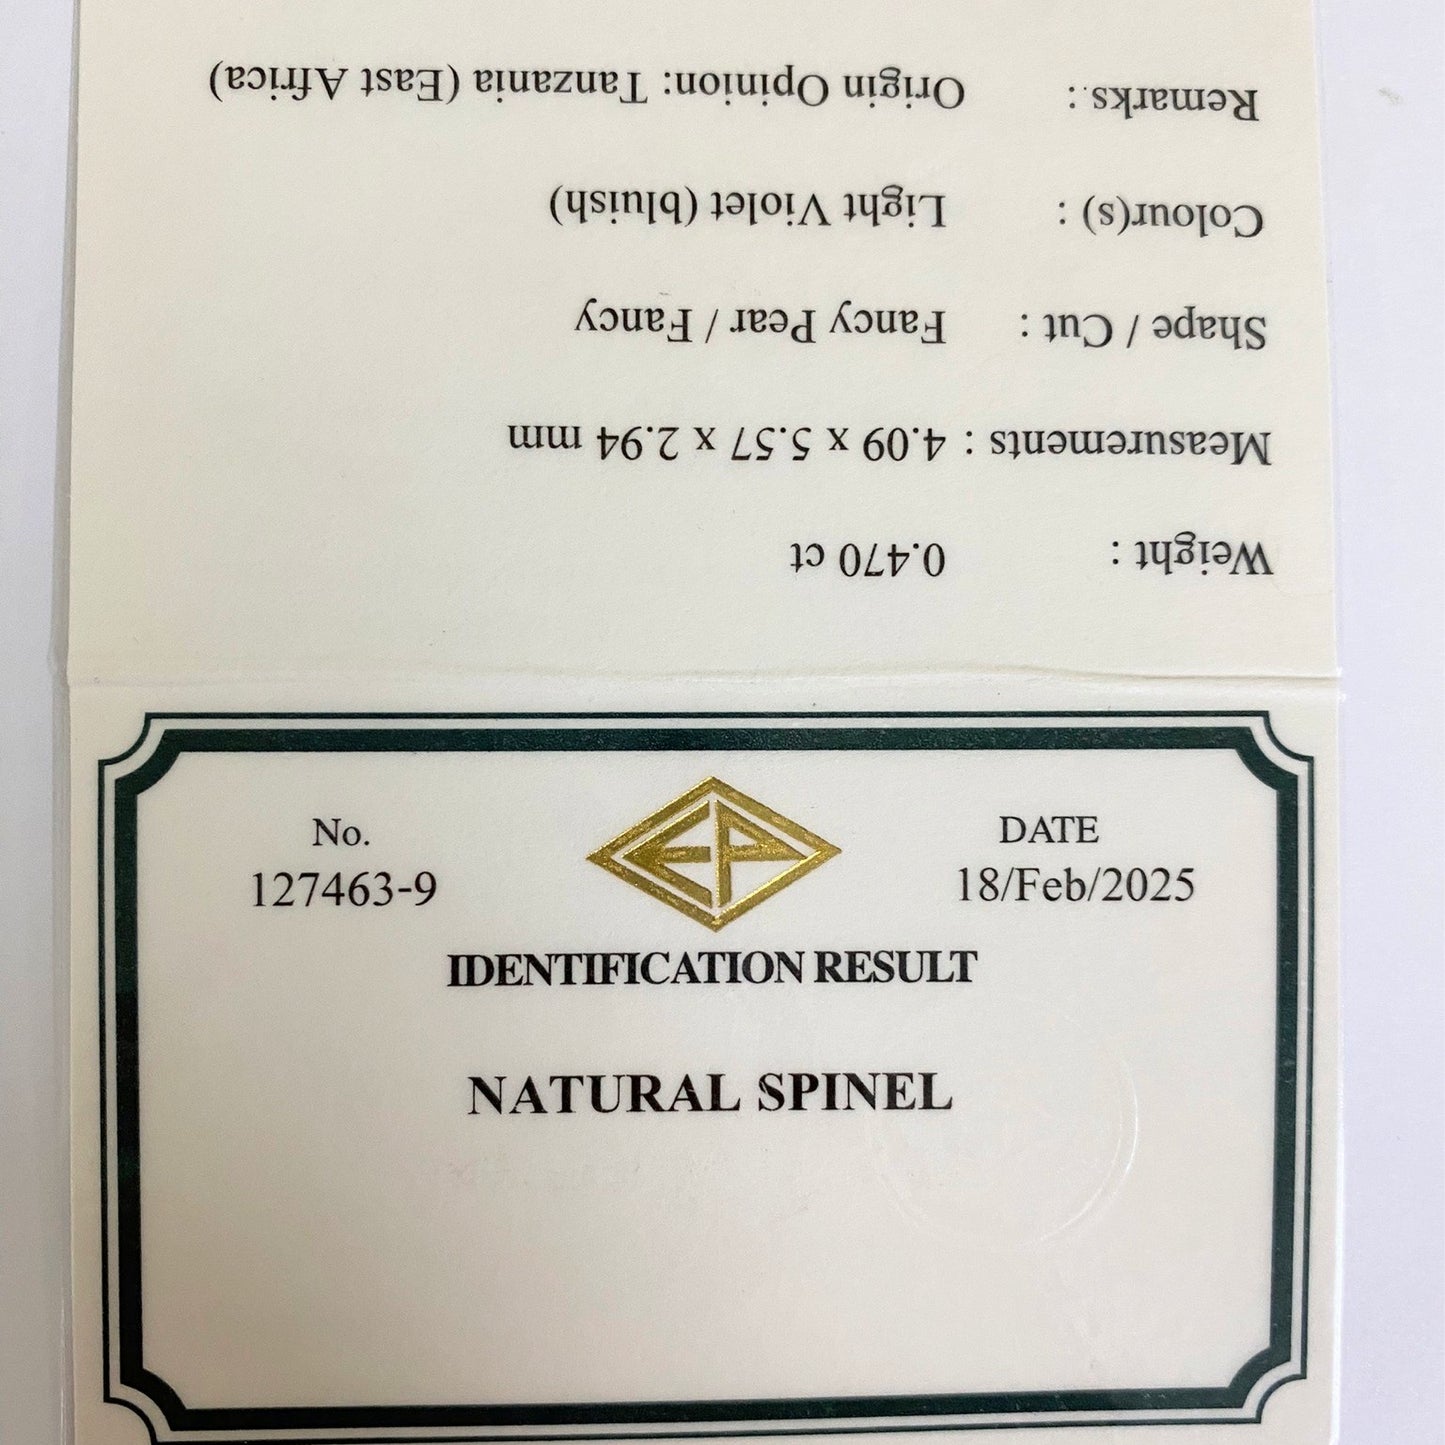 Weight : 0.470 ct
Measurements : 4.09 x 5.57 x 2.94 mm
Shape / Cut : Fancy Pear / Fancy
Colour(s) : Light Violet (bluish)
Remarks : Origin Opinion: Tanzania (East Africa)
No. DATE
127463-9 18/Feb/2025
EP
IDENTIFICATION RESULT
NATURAL SPINEL